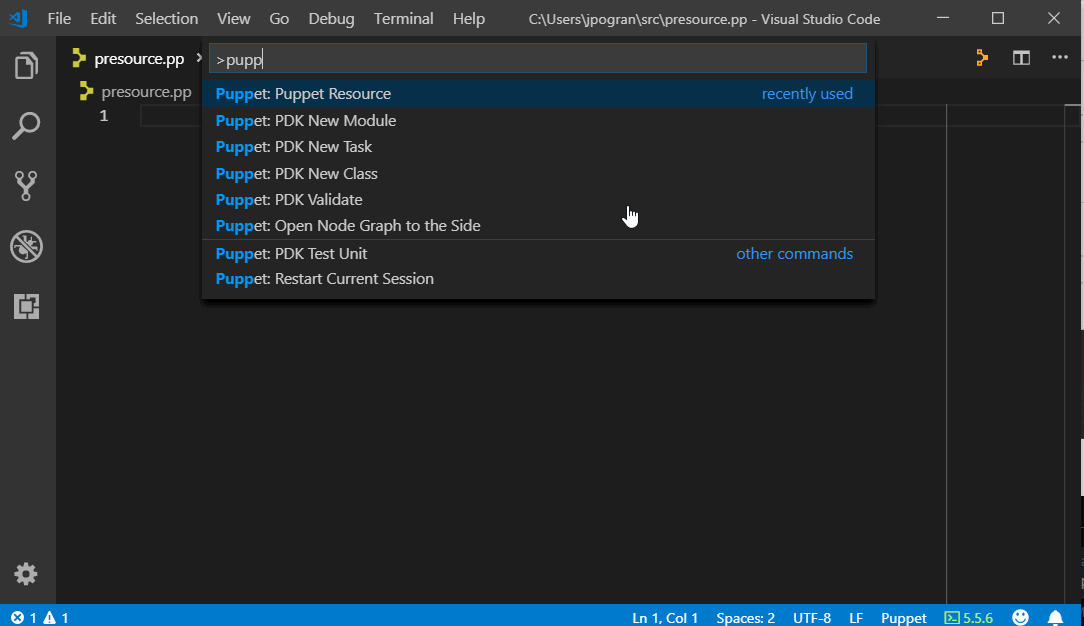 File Edit Selection View Go Debug Terminal Help C:\Users\jpogran\src\presource.pp - Visual Studio Code
presource.pp
>pupp
presource.pp
1
Puppet: Puppet Resource recently used
Puppet: PDK New Module
Puppet: PDK New Task
Puppet: PDK New Class
Puppet: PDK Validate
Puppet: Open Node Graph to the Side
Puppet: PDK Test Unit other commands
Puppet: Restart Current Session
1 1 Ln 1, Col 1 Spaces: 2 UTF-8 LF Puppet 5.5.6